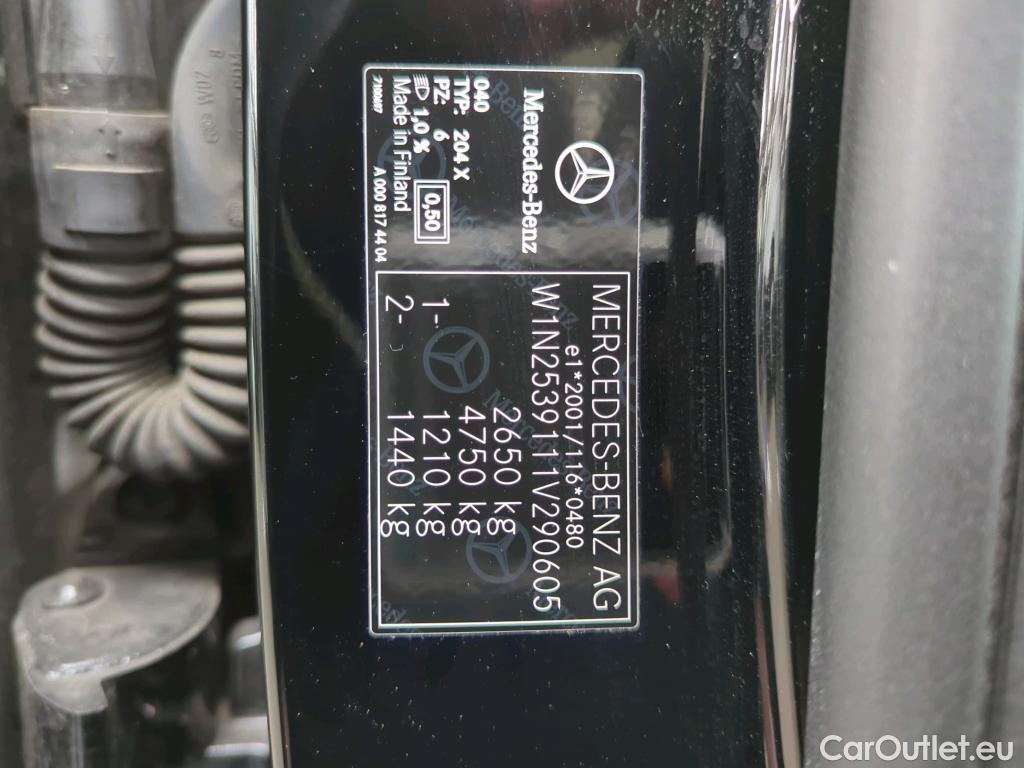 Mercedes-Benz
040
TYP: 204 X
PZ: 6
1,0 %
0,50
Made in Finland
A 000 817 44 04
MERCEDES-BENZ AG
e1*2001/116*0480
W1N2539111V290605
2650 kg
4750 kg
1- 1210 kg
2- 1440 kg
CarOutlet.eu